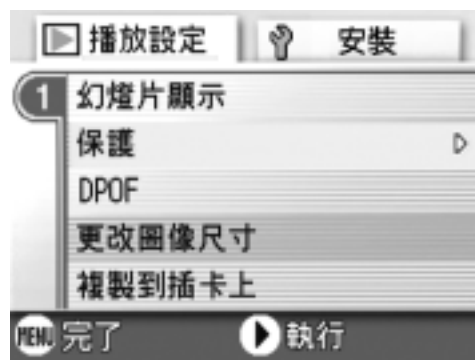 播放設定 安裝
1 幻燈片顯示
保護
DPOF
更改圖像尺寸
複製到插卡上
MENU 完了 執行